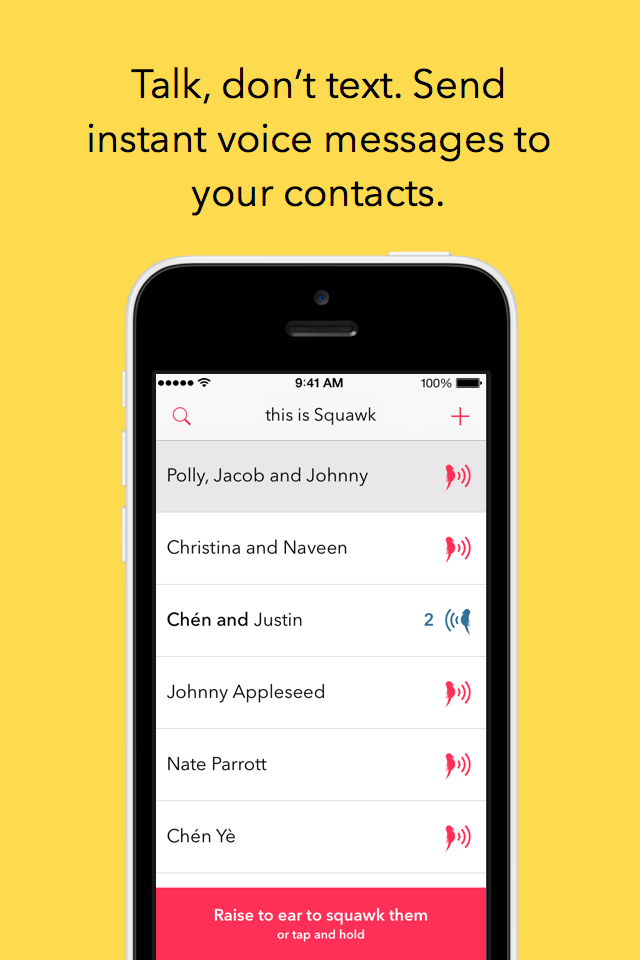 Talk, don’t text. Send
instant voice messages to
your contacts.
9:41 AM
100%
this is Squawk
Polly, Jacob and Johnny
Christina and Naveen
Chén and Justin 2
Johnny Appleseed
Nate Parrott
Chén Yè
Raise to ear to squawk them
or tap and hold